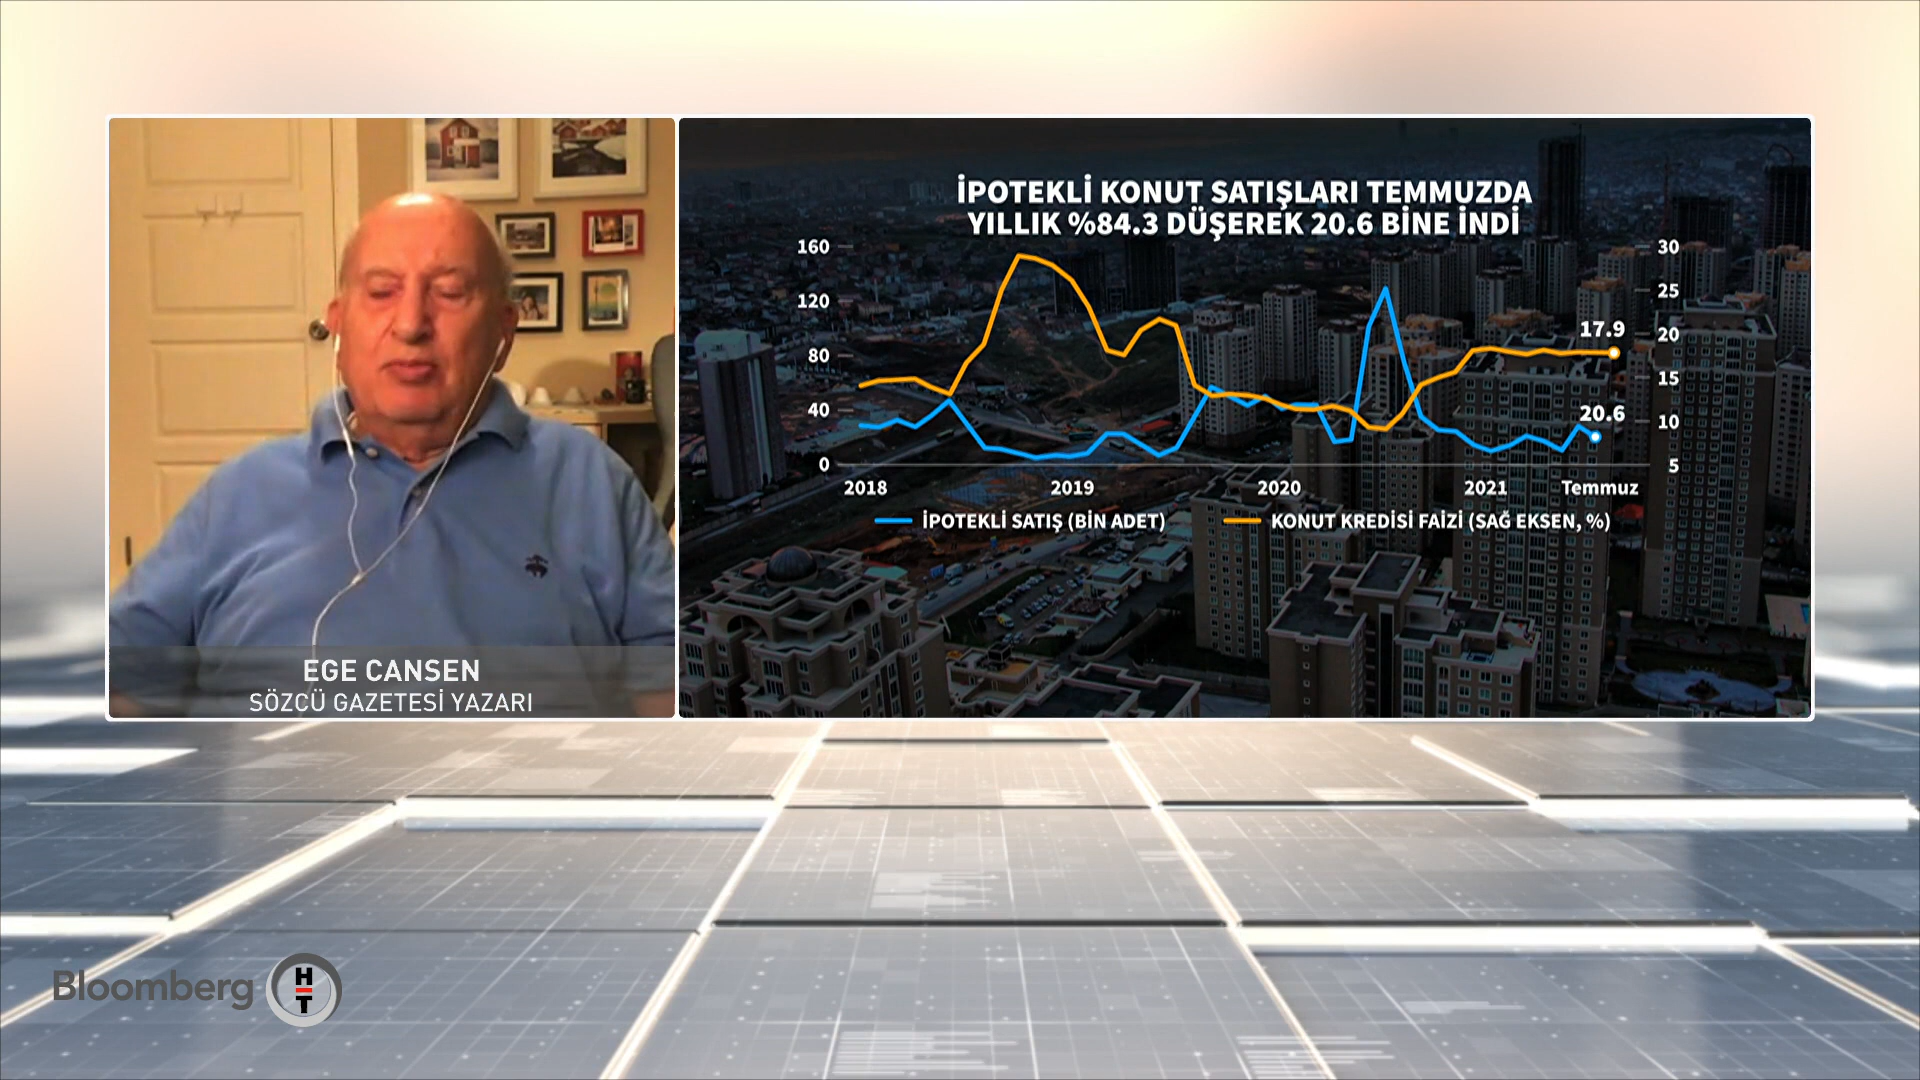 İPOTEKLİ KONUT SATIŞLARI TEMMUZDA
YILLIK %84.3 DÜŞEREK 20.6 BİNE İNDİ
160
120
80
40
0
30
25
20
15
10
5
17.9
20.6
2018
2019
2020
2021
Temmuz
İPOTEKLİ SATIŞ (BİN ADET)
KONUT KREDİSİ FAİZİ (SAĞ EKSEN, %)
EGE CANSEN
SÖZCÜ GAZETESİ YAZARI
Bloomberg HT